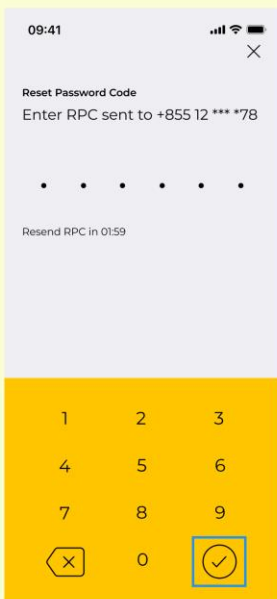 09:41
Reset Password Code
Enter RPC sent to +855 12 *** *78
Resend RPC in 01:59
1 2 3
4 5 6
7 8 9
0